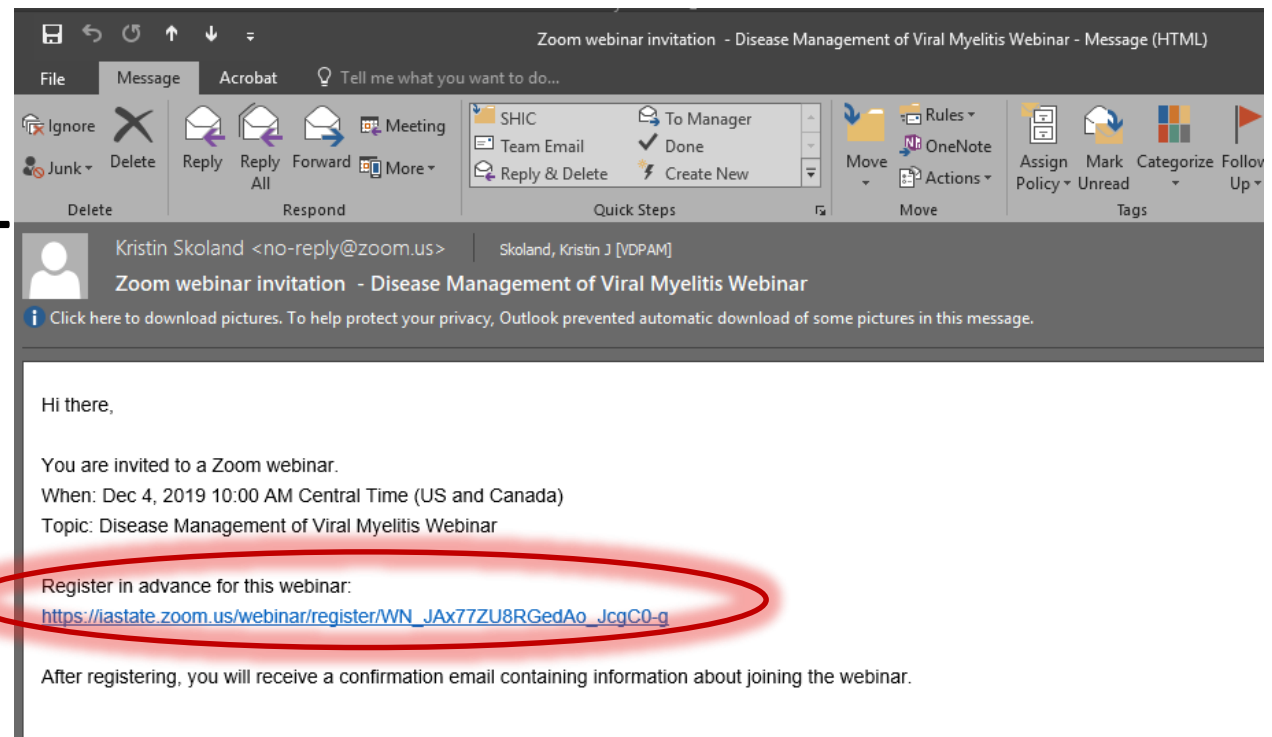 Zoom webinar invitation - Disease Management of Viral Myelitis Webinar - Message (HTML)
File Message Acrobat Tell me what you want to do...
Ignore
Junk
Delete
Reply
Reply All
Forward
Meeting
More
SHIC
Team Email
Reply & Delete
To Manager
Done
Create New
Move
Rules
OneNote
Actions
Assign Policy
Mark Unread
Categorize
Follow Up
Delete Respond Quick Steps Move Tags
Kristin Skoland <no-reply@zoom.us> Skoland, Kristin J [VDPAM]
Zoom webinar invitation - Disease Management of Viral Myelitis Webinar
Click here to download pictures. To help protect your privacy, Outlook prevented automatic download of some pictures in this message.
Hi there,
You are invited to a Zoom webinar.
When: Dec 4, 2019 10:00 AM Central Time (US and Canada)
Topic: Disease Management of Viral Myelitis Webinar
Register in advance for this webinar:
https://iastate.zoom.us/webinar/register/WN_JAx77ZU8RGedAo_JcgC0-g
After registering, you will receive a confirmation email containing information about joining the webinar.